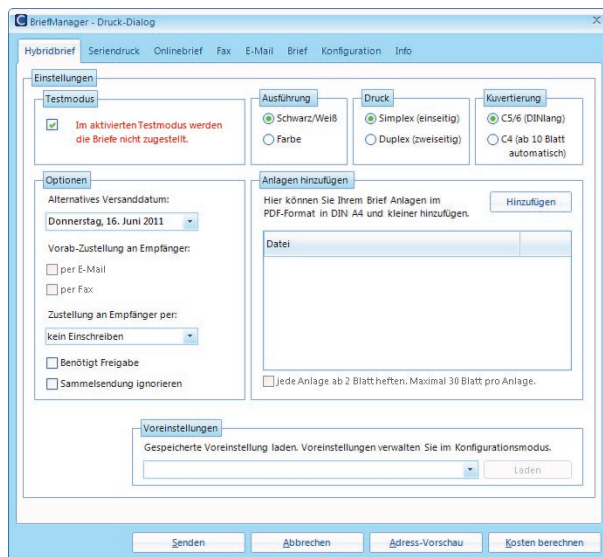 BriefManager - Druck-Dialog
Hybridbrief Seriendruck Onlinebrief Fax E-Mail Brief Konfiguration Info
Einstellungen
Testmodus
Im aktivierten Testmodus werden
die Briefe nicht zugestellt.
Ausführung
Schwarz/Weiß
Farbe
Druck
Simplex (einseitig)
Duplex (zweiseitig)
Kuvertierung
C5/6 (DINlang)
C4 (ab 10 Blatt
automatisch)
Optionen
Alternatives Versanddatum:
Donnerstag, 16. Juni 2011
Vorab-Zustellung an Empfänger:
per E-Mail
per Fax
Zustellung an Empfänger per:
kein Einschreiben
Benötigt Freigabe
Sammelsendung ignorieren
Anlagen hinzufügen
Hier können Sie Ihrem Brief Anlagen im
PDF-Format in DIN A4 und kleiner hinzufügen.
Hinzufügen
Datei
jede Anlage ab 2 Blatt heften. Maximal 30 Blatt pro Anlage.
Voreinstellungen
Gespeicherte Voreinstellung laden. Voreinstellungen verwalten Sie im Konfigurationsmodus.
Laden
Senden Abbrechen Adress-Vorschau Kosten berechnen